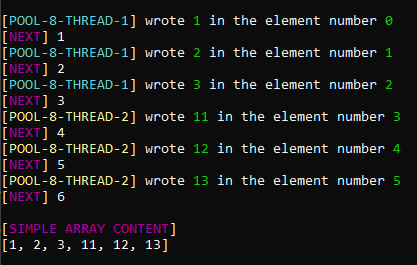 [POOL-8-THREAD-1] wrote 1 in the element number 0
[NEXT] 1
[POOL-8-THREAD-1] wrote 2 in the element number 1
[NEXT] 2
[POOL-8-THREAD-1] wrote 3 in the element number 2
[NEXT] 3
[POOL-8-THREAD-2] wrote 11 in the element number 3
[NEXT] 4
[POOL-8-THREAD-2] wrote 12 in the element number 4
[NEXT] 5
[POOL-8-THREAD-2] wrote 13 in the element number 5
[NEXT] 6
[SIMPLE ARRAY CONTENT]
[1, 2, 3, 11, 12, 13]